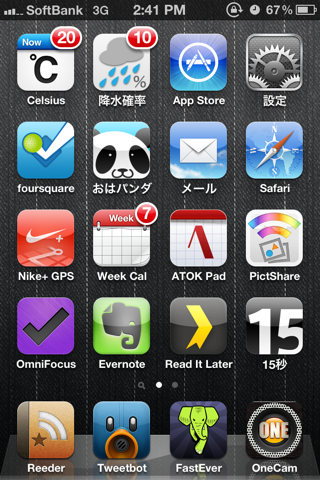 SoftBank 3G 2:41 PM 67%
Now 20 10
℃
Celsius 降水確率 App Store 設定
foursquare おはパンダ メール Safari
Week 7
Nike+ GPS Week Cal ATOK Pad PictShare
15
OmniFocus Evernote Read It Later 15秒
ONE
Reeder Tweetbot FastEver OneCam